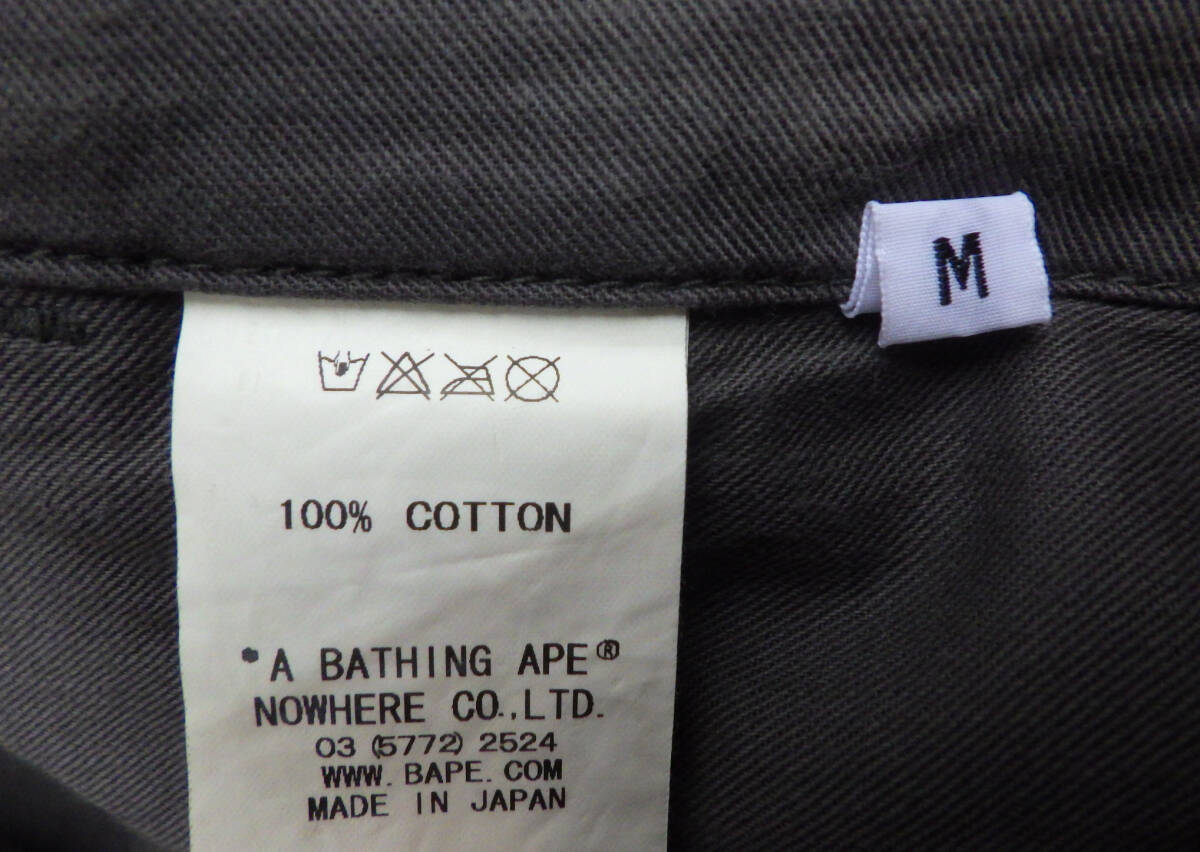 M
100% COTTON
*A BATHING APE®
NOWHERE CO.,LTD.
03 (5772) 2524
WWW. BAPE. COM
MADE IN JAPAN